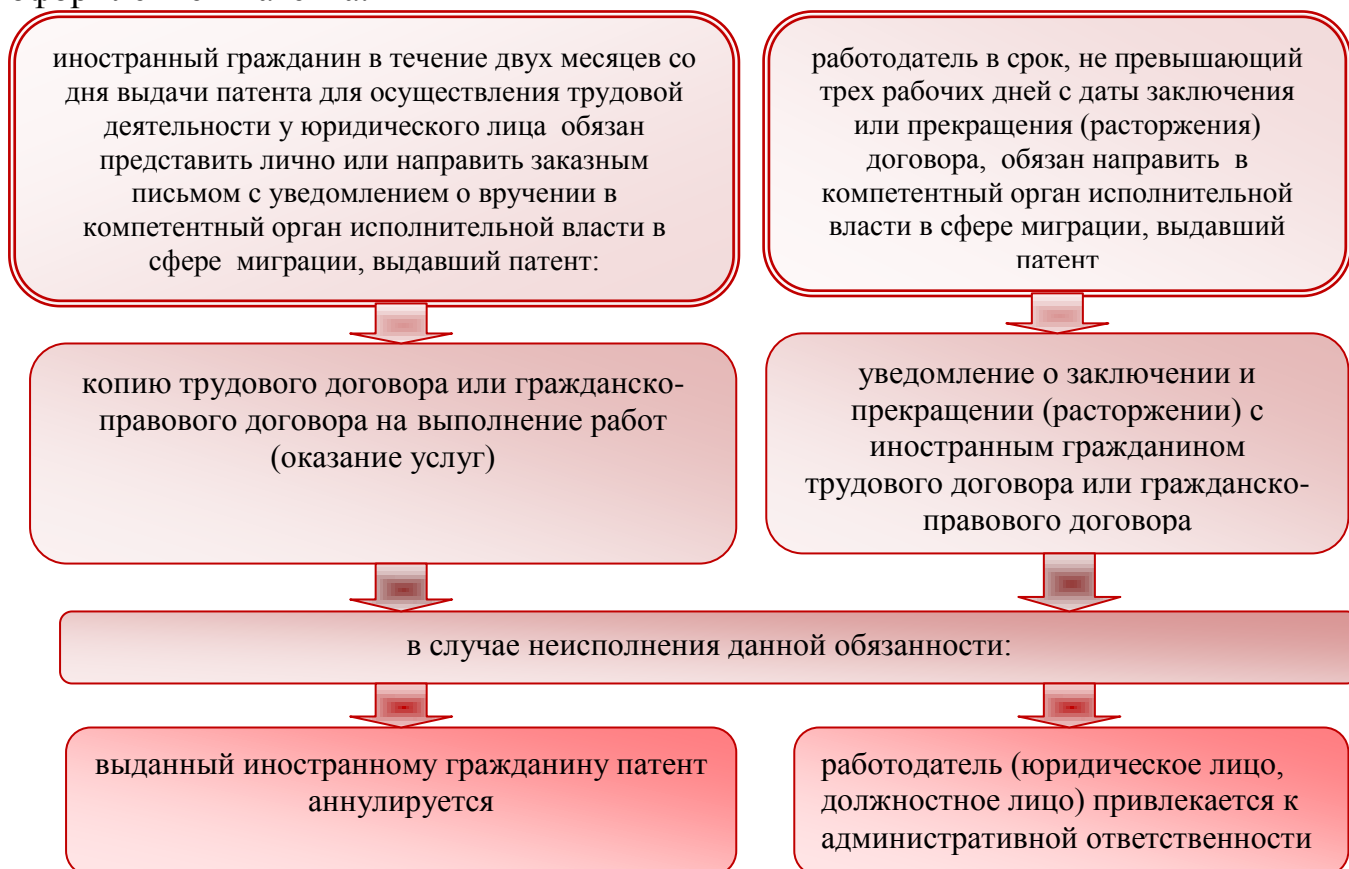 иностранный гражданин в течение двух месяцев со
дня выдачи патента для осуществления трудовой
деятельности у юридического лица обязан
представить лично или направить заказным
письмом с уведомлением о вручении в
компетентный орган исполнительной власти в
сфере миграции, выдавший патент:
работодатель в срок, не превышающий
трех рабочих дней с даты заключения
или прекращения (расторжения)
договора, обязан направить в
компетентный орган исполнительной
власти в сфере миграции, выдавший
патент
копию трудового договора или гражданско-
правового договора на выполнение работ
(оказание услуг)
уведомление о заключении и
прекращении (расторжении) с
иностранным гражданином
трудового договора или гражданско-
правового договора
в случае неисполнения данной обязанности:
выданный иностранному гражданину патент
аннулируется
работодатель (юридическое лицо,
должностное лицо) привлекается к
административной ответственности